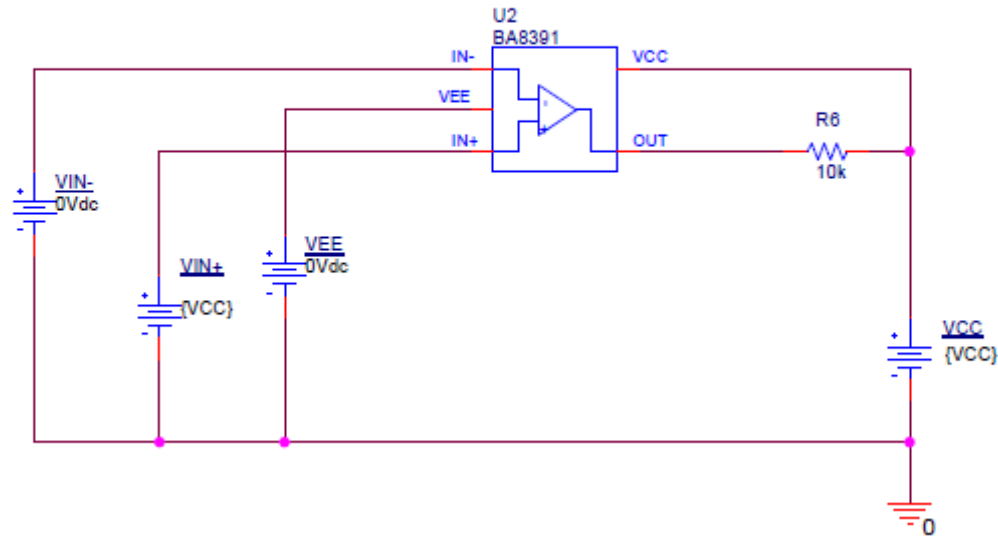 U2
BA8391
IN-
VCC
VEE
IN+
OUT
R6
10k
+
VIN-
0Vdc
-
+
VEE
0Vdc
-
+
VIN+
{VCC}
-
+
VCC
{VCC}
-
0